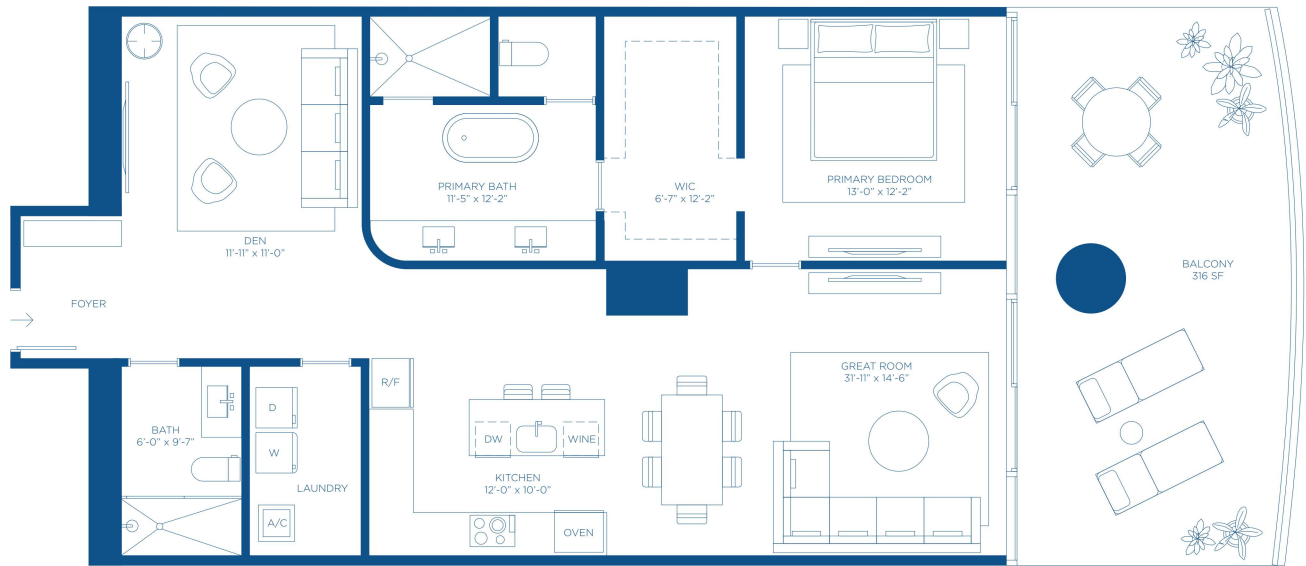 DEN
11'-11" x 11'-0"
PRIMARY BATH
11'-5" x 12'-2"
WIC
6'-7" x 12'-2"
PRIMARY BEDROOM
13'-0" x 12'-2"
BALCONY
316 SF
FOYER
R/F
GREAT ROOM
31'-11" x 14'-6"
D
W
BATH
6'-0" x 9'-7"
LAUNDRY
A/C
DW
WINE
KITCHEN
12'-0" x 10'-0"
OVEN